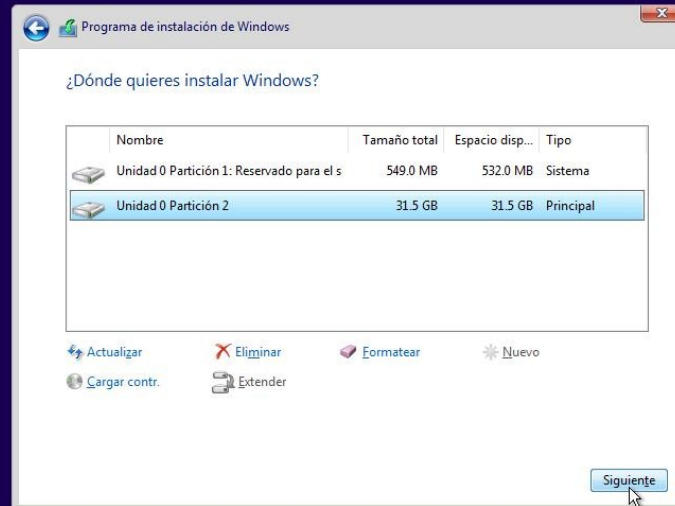 Programa de instalación de Windows
¿Dónde quieres instalar Windows?
Nombre Tamaño total Espacio disp... Tipo
Unidad 0 Partición 1: Reservado para el s 549.0 MB 532.0 MB Sistema
Unidad 0 Partición 2 31.5 GB 31.5 GB Principal
Actualizar Eliminar Formatear Nuevo
Cargar contr. Extender
Siguiente